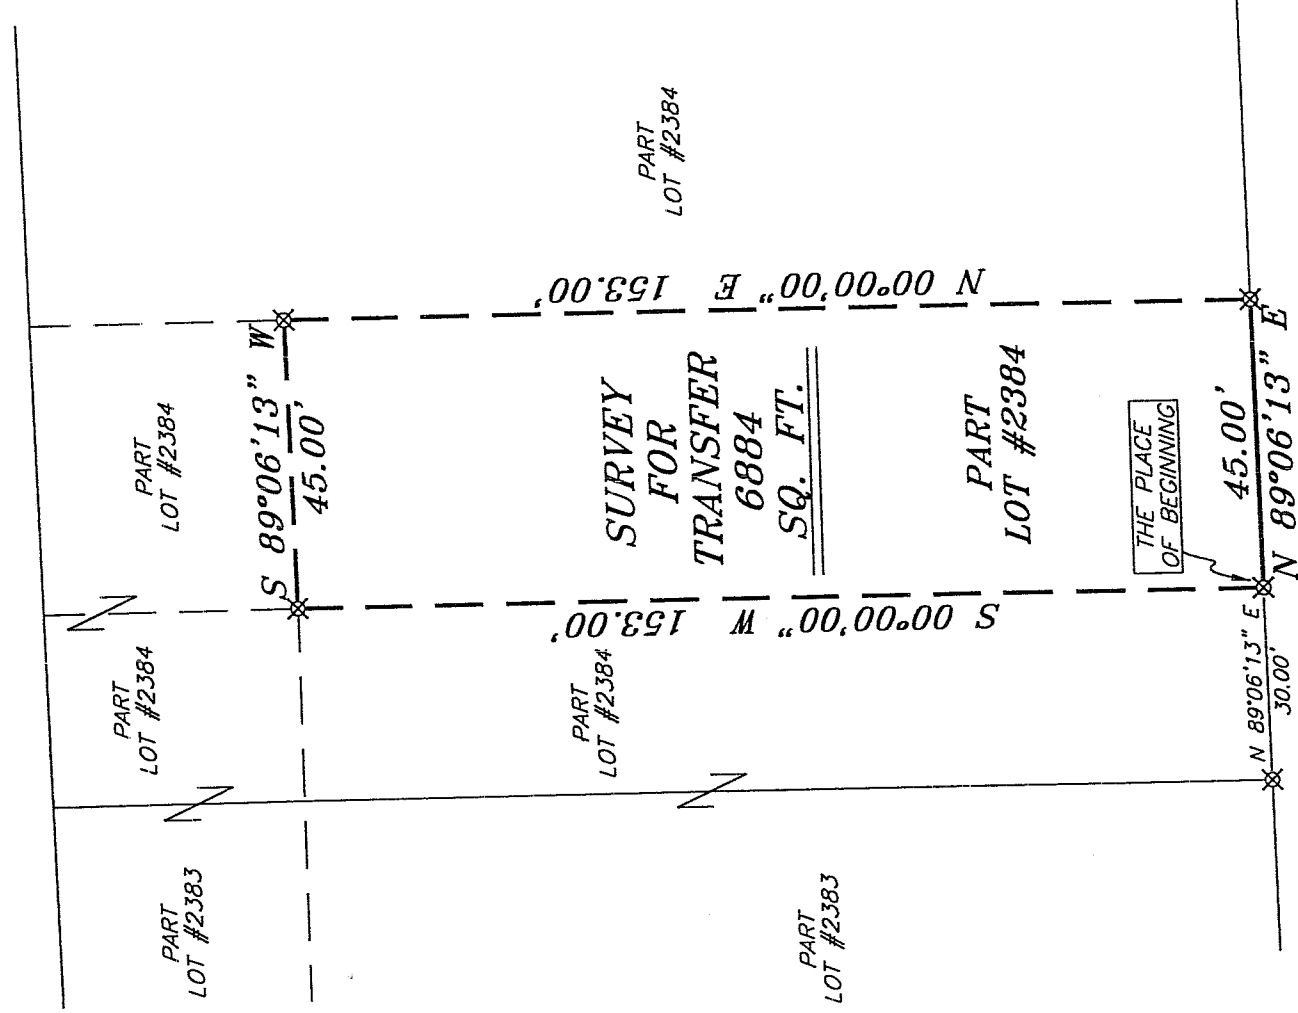 PART
LOT #2384
N 00°00'00" E 153.00'
S 89°06'13" W
45.00'
PART
LOT #2384
SURVEY
FOR
TRANSFER
6884
SQ. FT.
PART
LOT #2384
THE PLACE
OF BEGINNING
45.00'
N 89°06'13" E
S 00°00'00" W 153.00'
PART
LOT #2384
PART
LOT #2384
N 89°06'13" E
30.00'
PART
LOT #2383
PART
LOT #2383